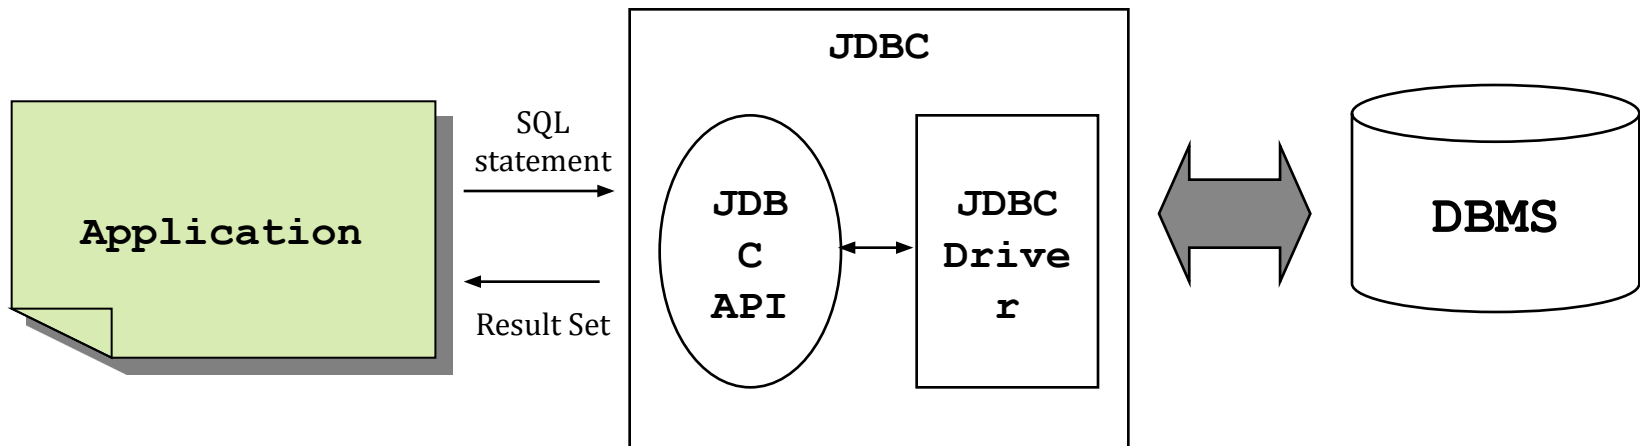 JDBC
SQL
statement
Application
Result Set
JDB
C
API
JDBC
Drive
r
DBMS